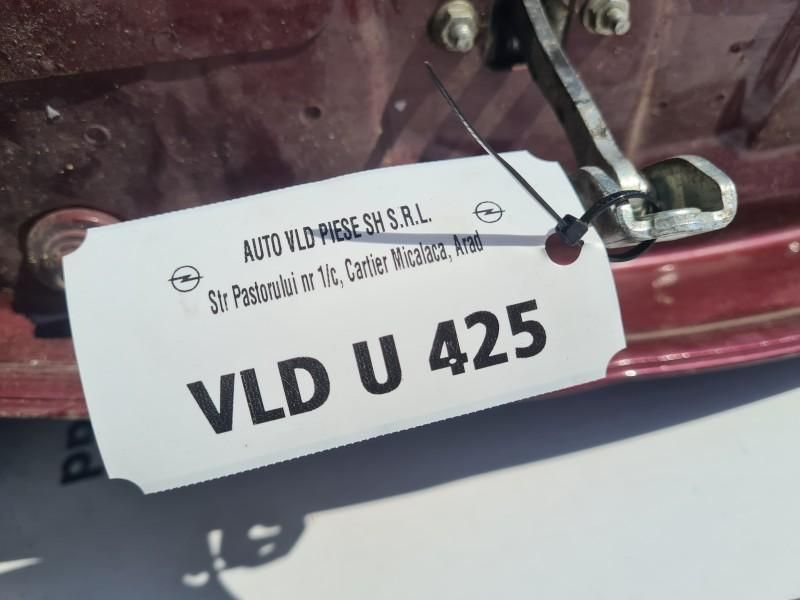 AUTO VLD PIESE SH S.R.L.
Str Pastorului nr 1/c, Cartier Micalaca, Arad
VLD U 425